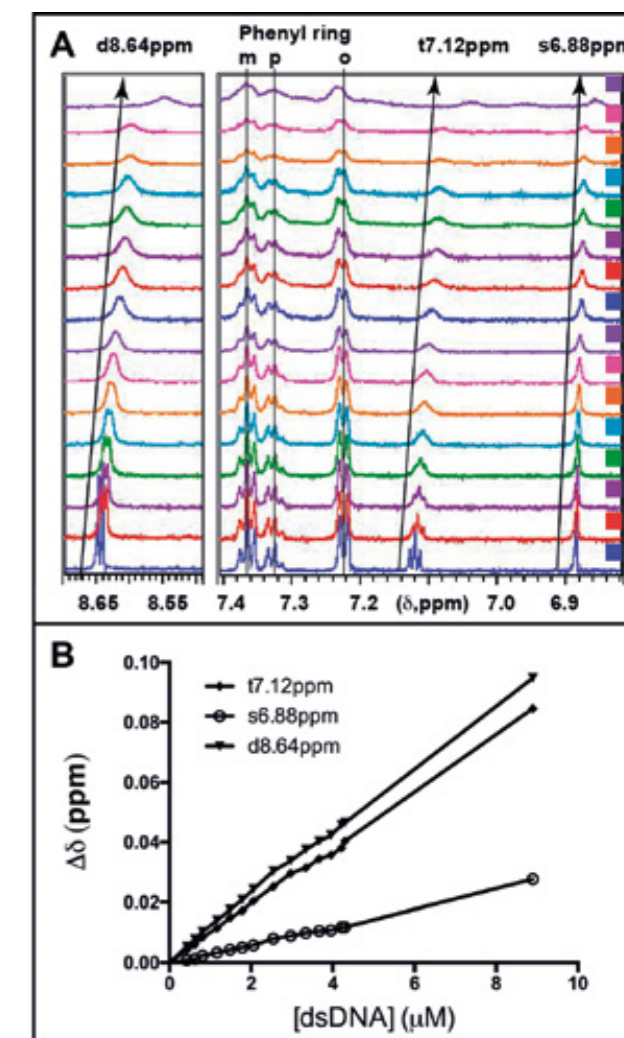 A
d8.64ppm
Phenyl ring
m p o
t7.12ppm
s6.88ppm
8.65 8.55
7.4 7.3 7.2 (δ,ppm) 7.0 6.9
B
t7.12ppm
s6.88ppm
d8.64ppm
0.10
0.08
0.06
0.04
0.02
0.00
Δδ (ppm)
0 2 4 6 8 10
[dsDNA] (μM)